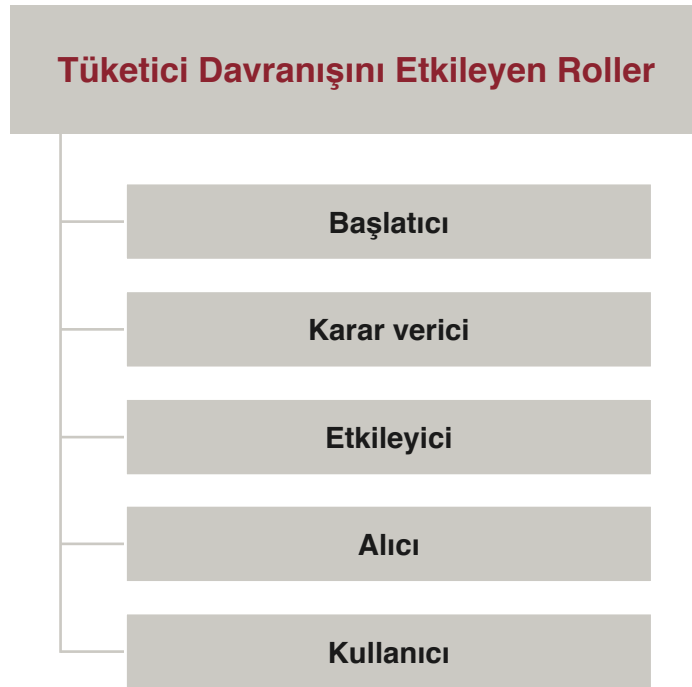 Tüketici Davranışını Etkileyen Roller
Başlatıcı
Karar verici
Etkileyici
Alıcı
Kullanıcı